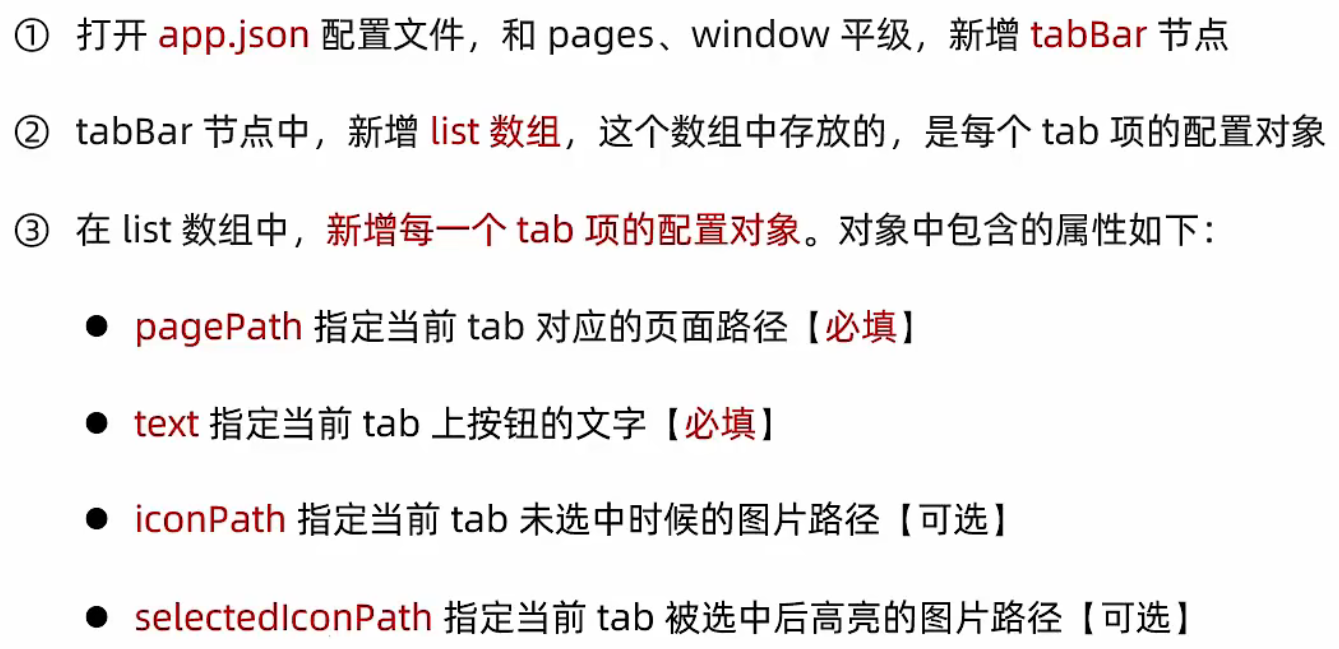 ① 打开 app.json 配置文件，和 pages、window 平级，新增 tabBar 节点
② tabBar 节点中，新增 list 数组，这个数组中存放的，是每个 tab 项的配置对象
③ 在 list 数组中，新增每一个 tab 项的配置对象。对象中包含的属性如下：
● pagePath 指定当前 tab 对应的页面路径【必填】
● text 指定当前 tab 上按钮的文字【必填】
● iconPath 指定当前 tab 未选中时候的图片路径【可选】
● selectedIconPath 指定当前 tab 被选中后高亮的图片路径【可选】